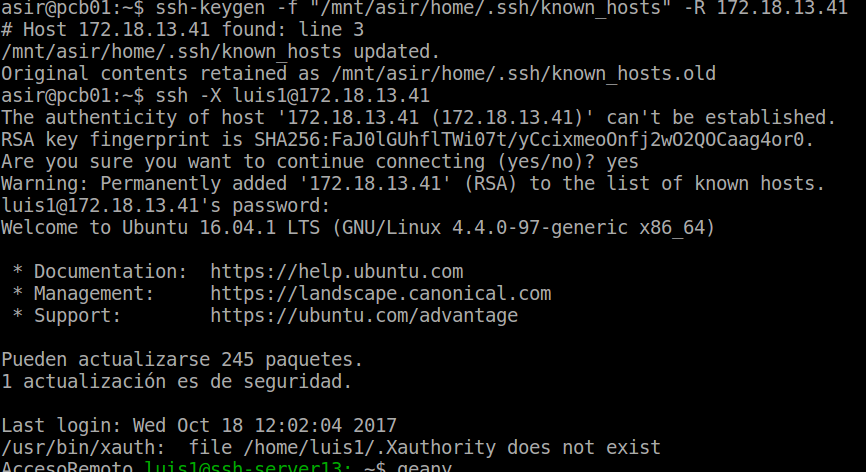 asir@pcb01:~$ ssh-keygen -f "/mnt/asir/home/.ssh/known_hosts" -R 172.18.13.41
# Host 172.18.13.41 found: line 3
/mnt/asir/home/.ssh/known_hosts updated.
Original contents retained as /mnt/asir/home/.ssh/known_hosts.old
asir@pcb01:~$ ssh -X luis1@172.18.13.41
The authenticity of host '172.18.13.41 (172.18.13.41)' can't be established.
RSA key fingerprint is SHA256:FaJ0lGUhflTWi07t/yCcixmeoOnfj2wO2QOCaag4or0.
Are you sure you want to continue connecting (yes/no)? yes
Warning: Permanently added '172.18.13.41' (RSA) to the list of known hosts.
luis1@172.18.13.41's password:
Welcome to Ubuntu 16.04.1 LTS (GNU/Linux 4.4.0-97-generic x86_64)
* Documentation:  https://help.ubuntu.com
* Management:     https://landscape.canonical.com
* Support:        https://ubuntu.com/advantage
Pueden actualizarse 245 paquetes.
1 actualización es de seguridad.
Last login: Wed Oct 18 12:02:04 2017
/usr/bin/xauth:  file /home/luis1/.Xauthority does not exist
AccesoRemoto luis1@ssh-server13: ~$ geany